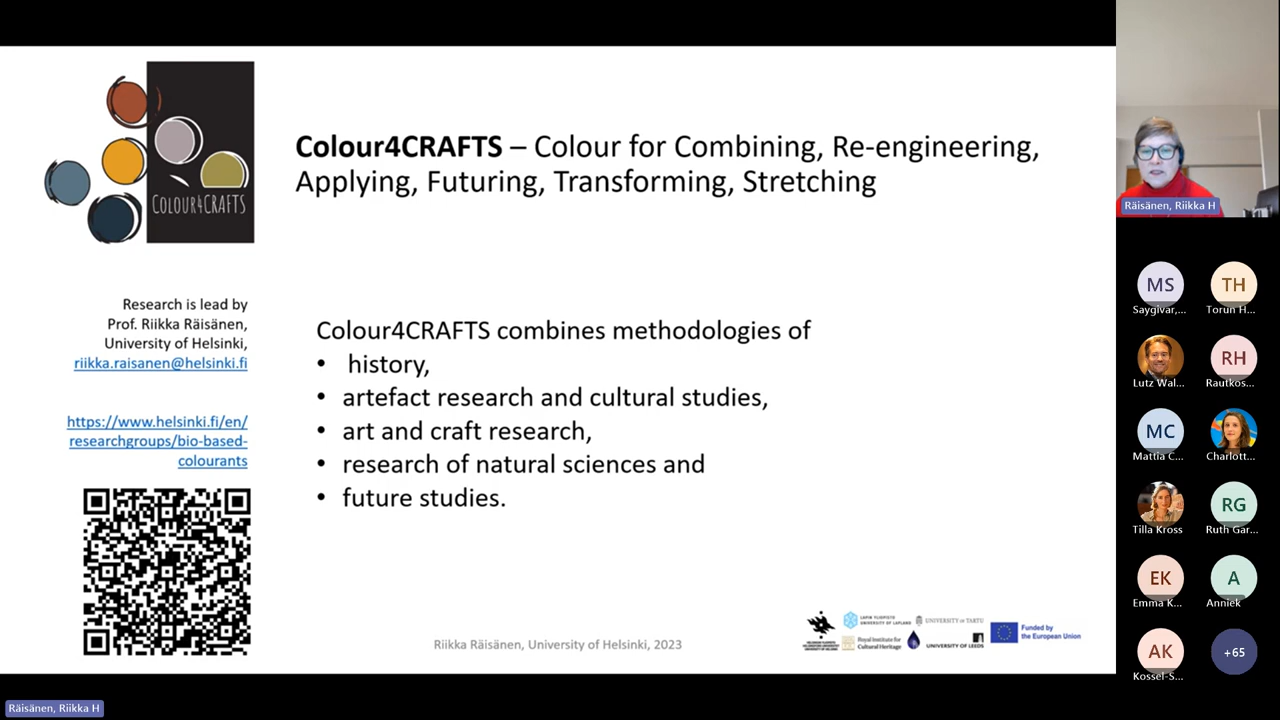 COLOUR4CRAFTS
Colour4CRAFTS – Colour for Combining, Re-engineering,
Applying, Futuring, Transforming, Stretching
Research is lead by
Prof. Riikka Räisänen,
University of Helsinki,
riikka.raisanen@helsinki.fi
https://www.helsinki.fi/en/
researchgroups/bio-based-
colourants
Colour4CRAFTS combines methodologies of
• history,
• artefact research and cultural studies,
• art and craft research,
• research of natural sciences and
• future studies.
Riikka Räisänen, University of Helsinki, 2023
LAPIN YLIOPISTO
UNIVERSITY OF LAPLAND
UNIVERSITY OF TARTU
Royal Institute for
Cultural Heritage
UNIVERSITY OF LEEDS
Funded by
the European Union
Räisänen, Riikka H
MS
Saygivar,...
TH
Torun H...
Lutz Wal...
RH
Rautkos...
MC
Mattia C...
Charlott...
Tilla Kross
RG
Ruth Gar...
EK
Emma K...
A
Anniek
AK
Kossel-S...
+65
Räisänen, Riikka H